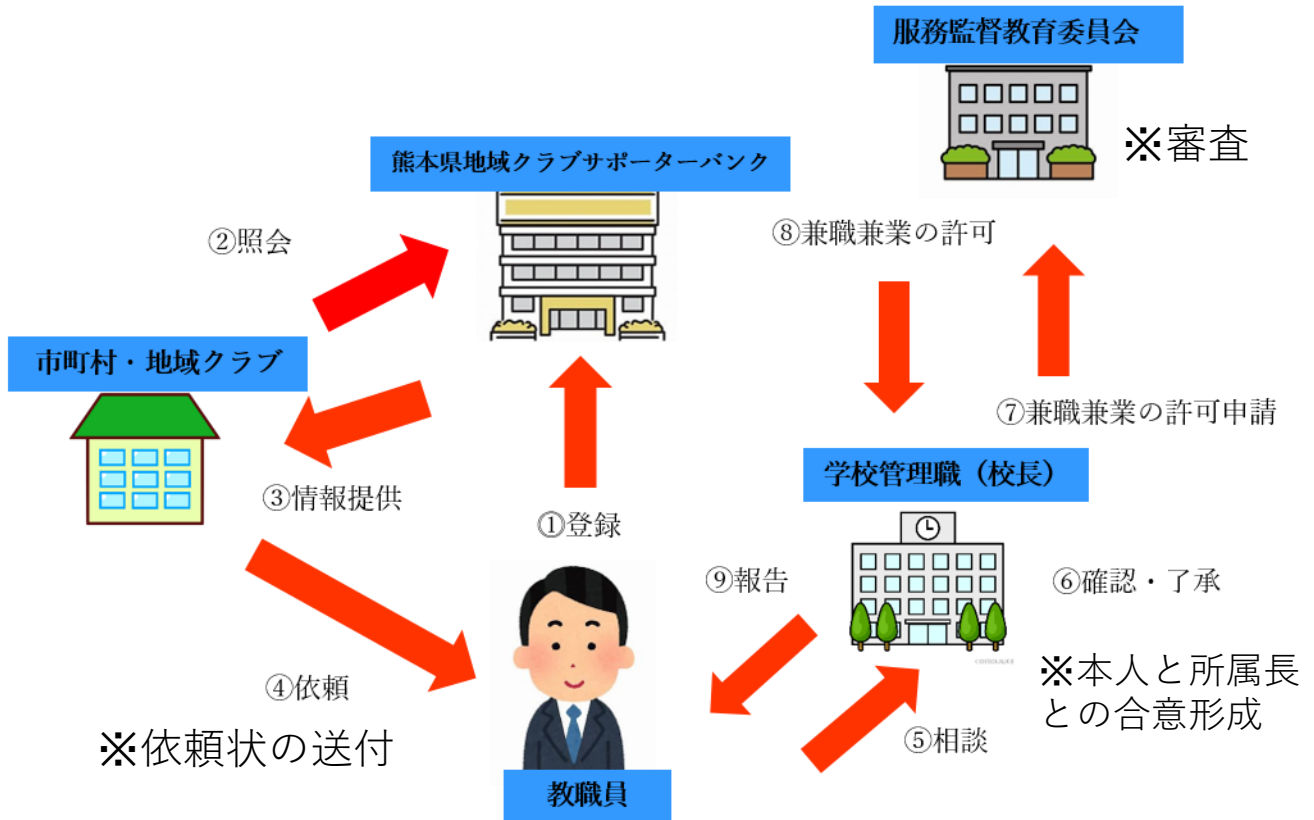 服務監督教育委員会
※審査
熊本県地域クラブサポーターバンク
②照会
⑧兼職兼業の許可
市町村・地域クラブ
⑦兼職兼業の許可申請
③情報提供
学校管理職（校長）
①登録
⑨報告
⑥確認・了承
※本人と所属長
との合意形成
④依頼
※依頼状の送付
⑤相談
教職員